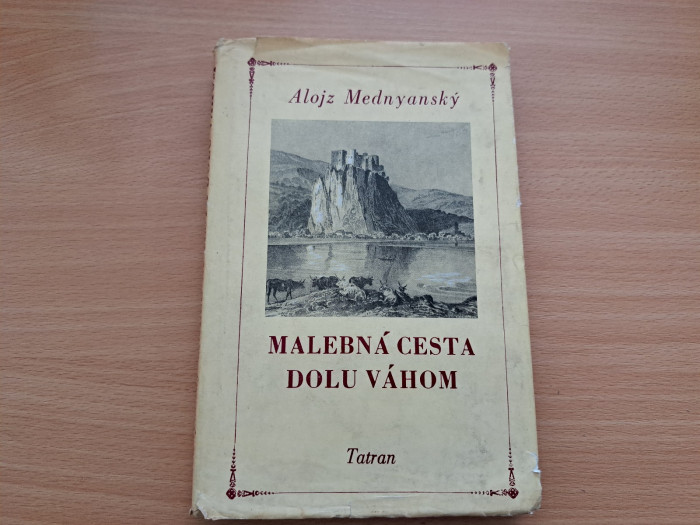 Alojz Mednyanský
MALEBNÁ CESTA
DOLU VÁHOM
Tatran